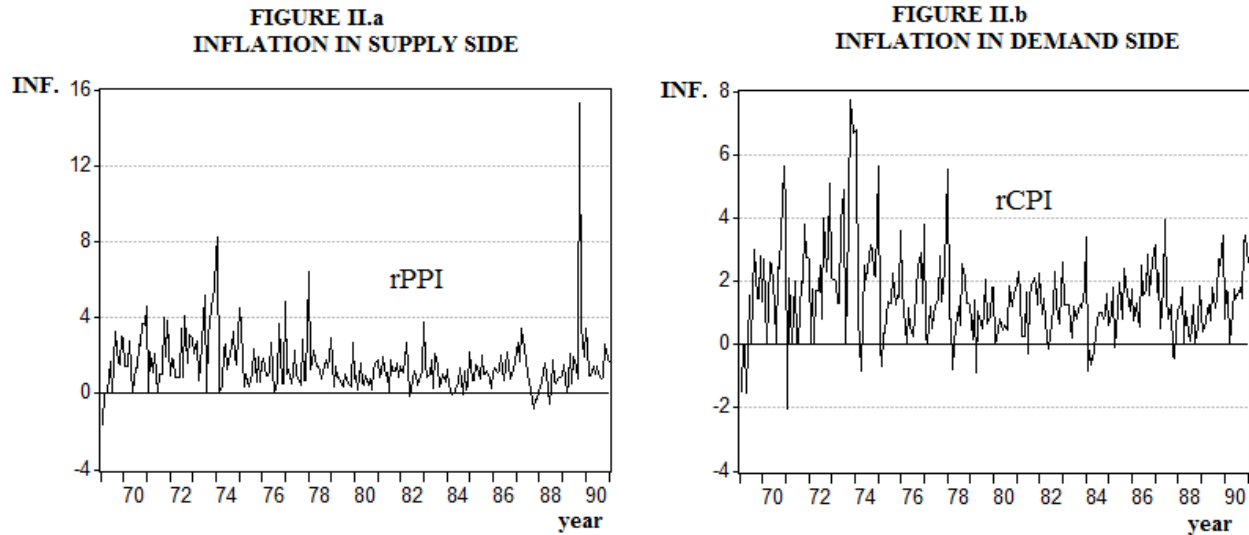 FIGURE II.a
INFLATION IN SUPPLY SIDE
INF.
16
12
8
4
0
-4
rPPI
70 72 74 76 78 80 82 84 86 88 90
year
FIGURE II.b
INFLATION IN DEMAND SIDE
INF.
8
6
4
2
0
-2
-4
rCPI
70 72 74 76 78 80 82 84 86 88 90
year